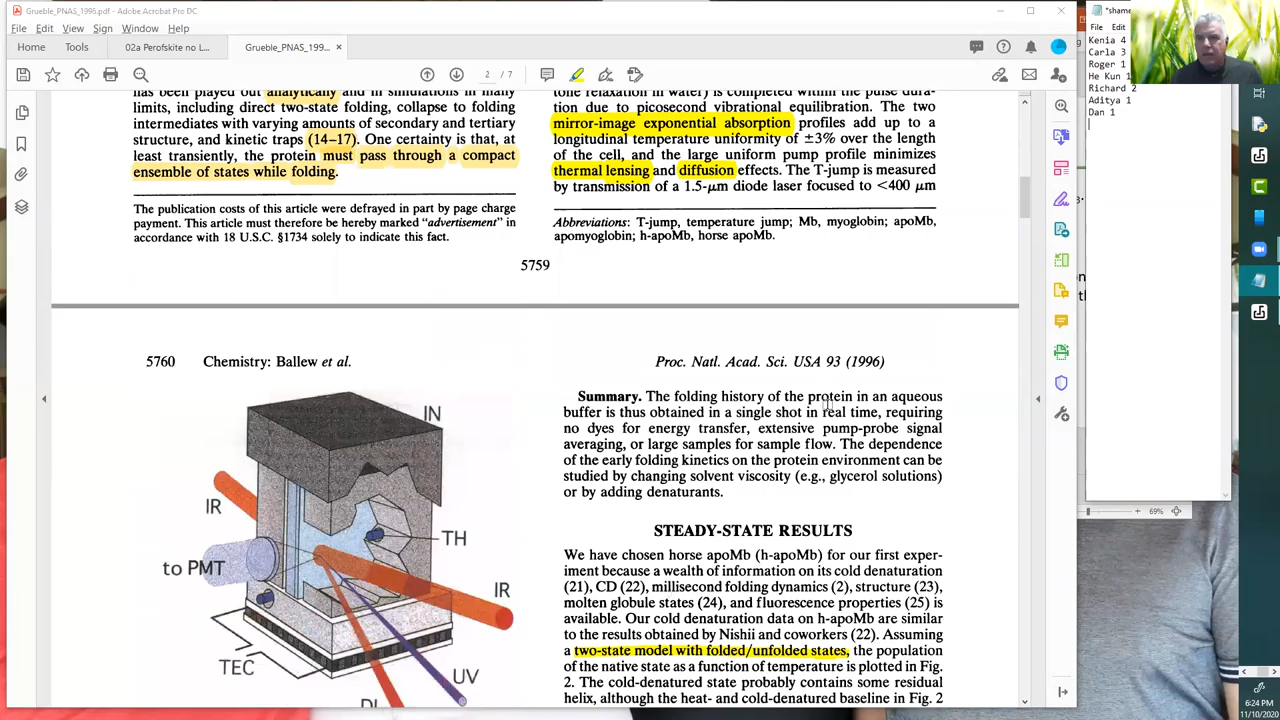 Grueble_PNAS_1996.pdf - Adobe Acrobat Pro DC
File Edit View Sign Window Help
Home Tools 02a Perofskite no L... Grueble_PNAS_199... ×
2 / 7
has been played out analytically and in simulations in many
limits, including direct two-state folding, collapse to folding
intermediates with varying amounts of secondary and tertiary
structure, and kinetic traps (14–17). One certainty is that, at
least transiently, the protein must pass through a compact
ensemble of states while folding.
The publication costs of this article were defrayed in part by page charge
payment. This article must therefore be hereby marked "advertisement" in
accordance with 18 U.S.C. §1734 solely to indicate this fact.
tone relaxation in water) is completed within the pulse dura-
tion due to picosecond vibrational equilibration. The two
mirror-image exponential absorption profiles add up to a
longitudinal temperature uniformity of ±3% over the length
of the cell, and the large uniform pump profile minimizes
thermal lensing and diffusion effects. The T-jump is measured
by transmission of a 1.5-μm diode laser focused to <400 μm
Abbreviations: T-jump, temperature jump; Mb, myoglobin; apoMb,
apomyoglobin; h-apoMb, horse apoMb.
5759
5760 Chemistry: Ballew et al.
Proc. Natl. Acad. Sci. USA 93 (1996)
IN
IR
TH
to PMT
IR
TEC
UV
Summary. The folding history of the protein in an aqueous
buffer is thus obtained in a single shot in real time, requiring
no dyes for energy transfer, extensive pump-probe signal
averaging, or large samples for sample flow. The dependence
of the early folding kinetics on the protein environment can be
studied by changing solvent viscosity (e.g., glycerol solutions)
or by adding denaturants.
STEADY-STATE RESULTS
We have chosen horse apoMb (h-apoMb) for our first exper-
iment because a wealth of information on its cold denaturation
(21), CD (22), millisecond folding dynamics (2), structure (23),
molten globule states (24), and fluorescence properties (25) is
available. Our cold denaturation data on h-apoMb are similar
to the results obtained by Nishii and coworkers (22). Assuming
a two-state model with folded/unfolded states, the population
of the native state as a function of temperature is plotted in Fig.
2. The cold-denatured state probably contains some residual
helix, although the heat- and cold-denatured baseline in Fig. 2
File Edit
Kenia 4
Carla 3
Roger 1
He Kun 1
Richard 2
Aditya 1
Dan 1
69%
6:24 PM
11/10/2020